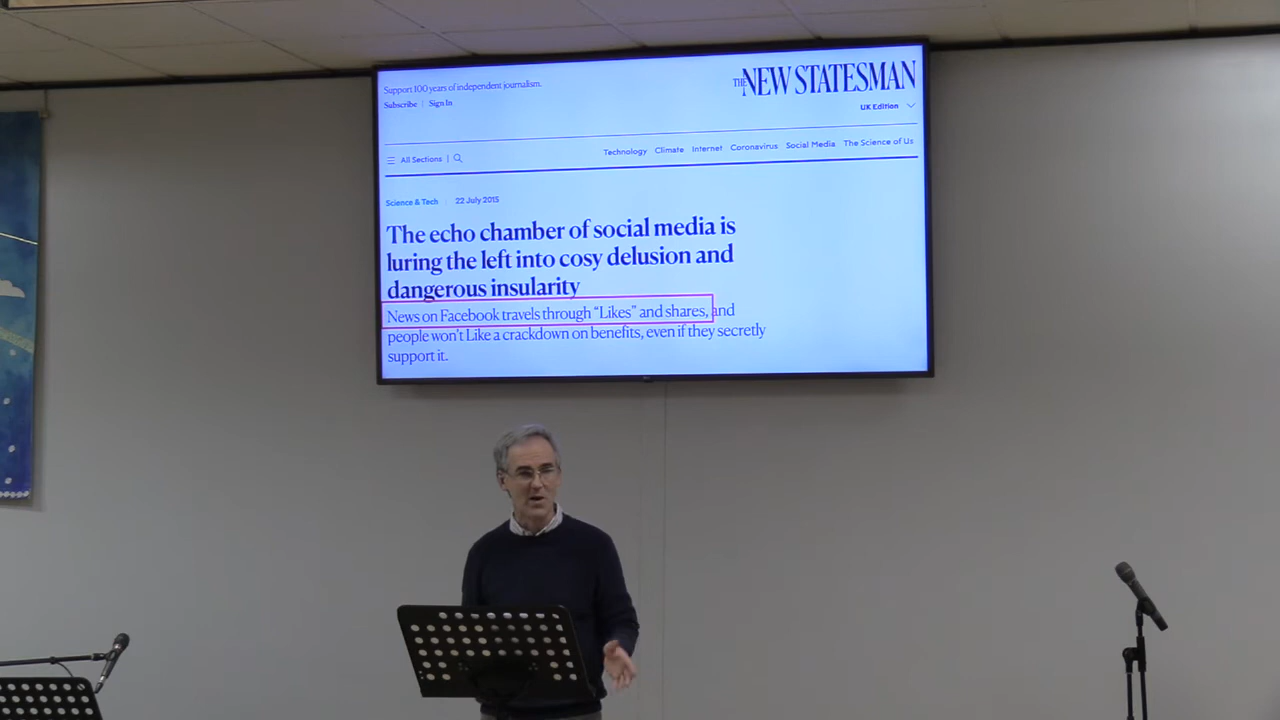 Support 100 years of independent journalism.
Subscribe | Sign In
THE NEW STATESMAN
UK Edition
All Sections |
Technology Climate Internet Coronavirus Social Media The Science of Us
Science & Tech 22 July 2015
The echo chamber of social media is
luring the left into cosy delusion and
dangerous insularity
News on Facebook travels through “Likes” and shares, and
people won't Like a crackdown on benefits, even if they secretly
support it.